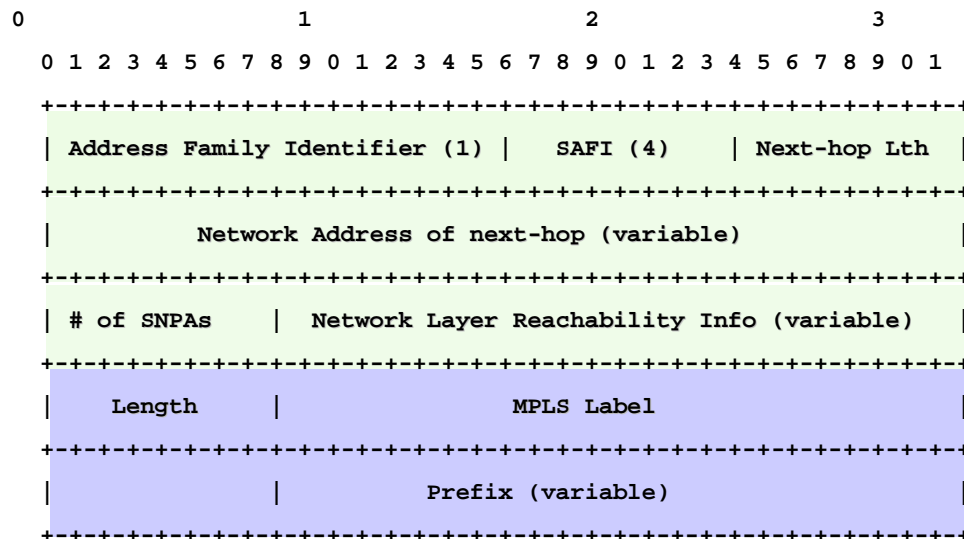 0 1 2 3
0 1 2 3 4 5 6 7 8 9 0 1 2 3 4 5 6 7 8 9 0 1 2 3 4 5 6 7 8 9 0 1
+-+-+-+-+-+-+-+-+-+-+-+-+-+-+-+-+-+-+-+-+-+-+-+-+-+-+-+-+-+-+-+-+
| Address Family Identifier (1) | SAFI (4) | Next-hop Lth |
+-+-+-+-+-+-+-+-+-+-+-+-+-+-+-+-+-+-+-+-+-+-+-+-+-+-+-+-+-+-+-+-+
| Network Address of next-hop (variable) |
+-+-+-+-+-+-+-+-+-+-+-+-+-+-+-+-+-+-+-+-+-+-+-+-+-+-+-+-+-+-+-+-+
| # of SNPAs | Network Layer Reachability Info (variable) |
+-+-+-+-+-+-+-+-+-+-+-+-+-+-+-+-+-+-+-+-+-+-+-+-+-+-+-+-+-+-+-+-+
| Length | MPLS Label |
+-+-+-+-+-+-+-+-+-+-+-+-+-+-+-+-+-+-+-+-+-+-+-+-+-+-+-+-+-+-+-+-+
| | Prefix (variable) |
+-+-+-+-+-+-+-+-+-+-+-+-+-+-+-+-+-+-+-+-+-+-+-+-+-+-+-+-+-+-+-+-+